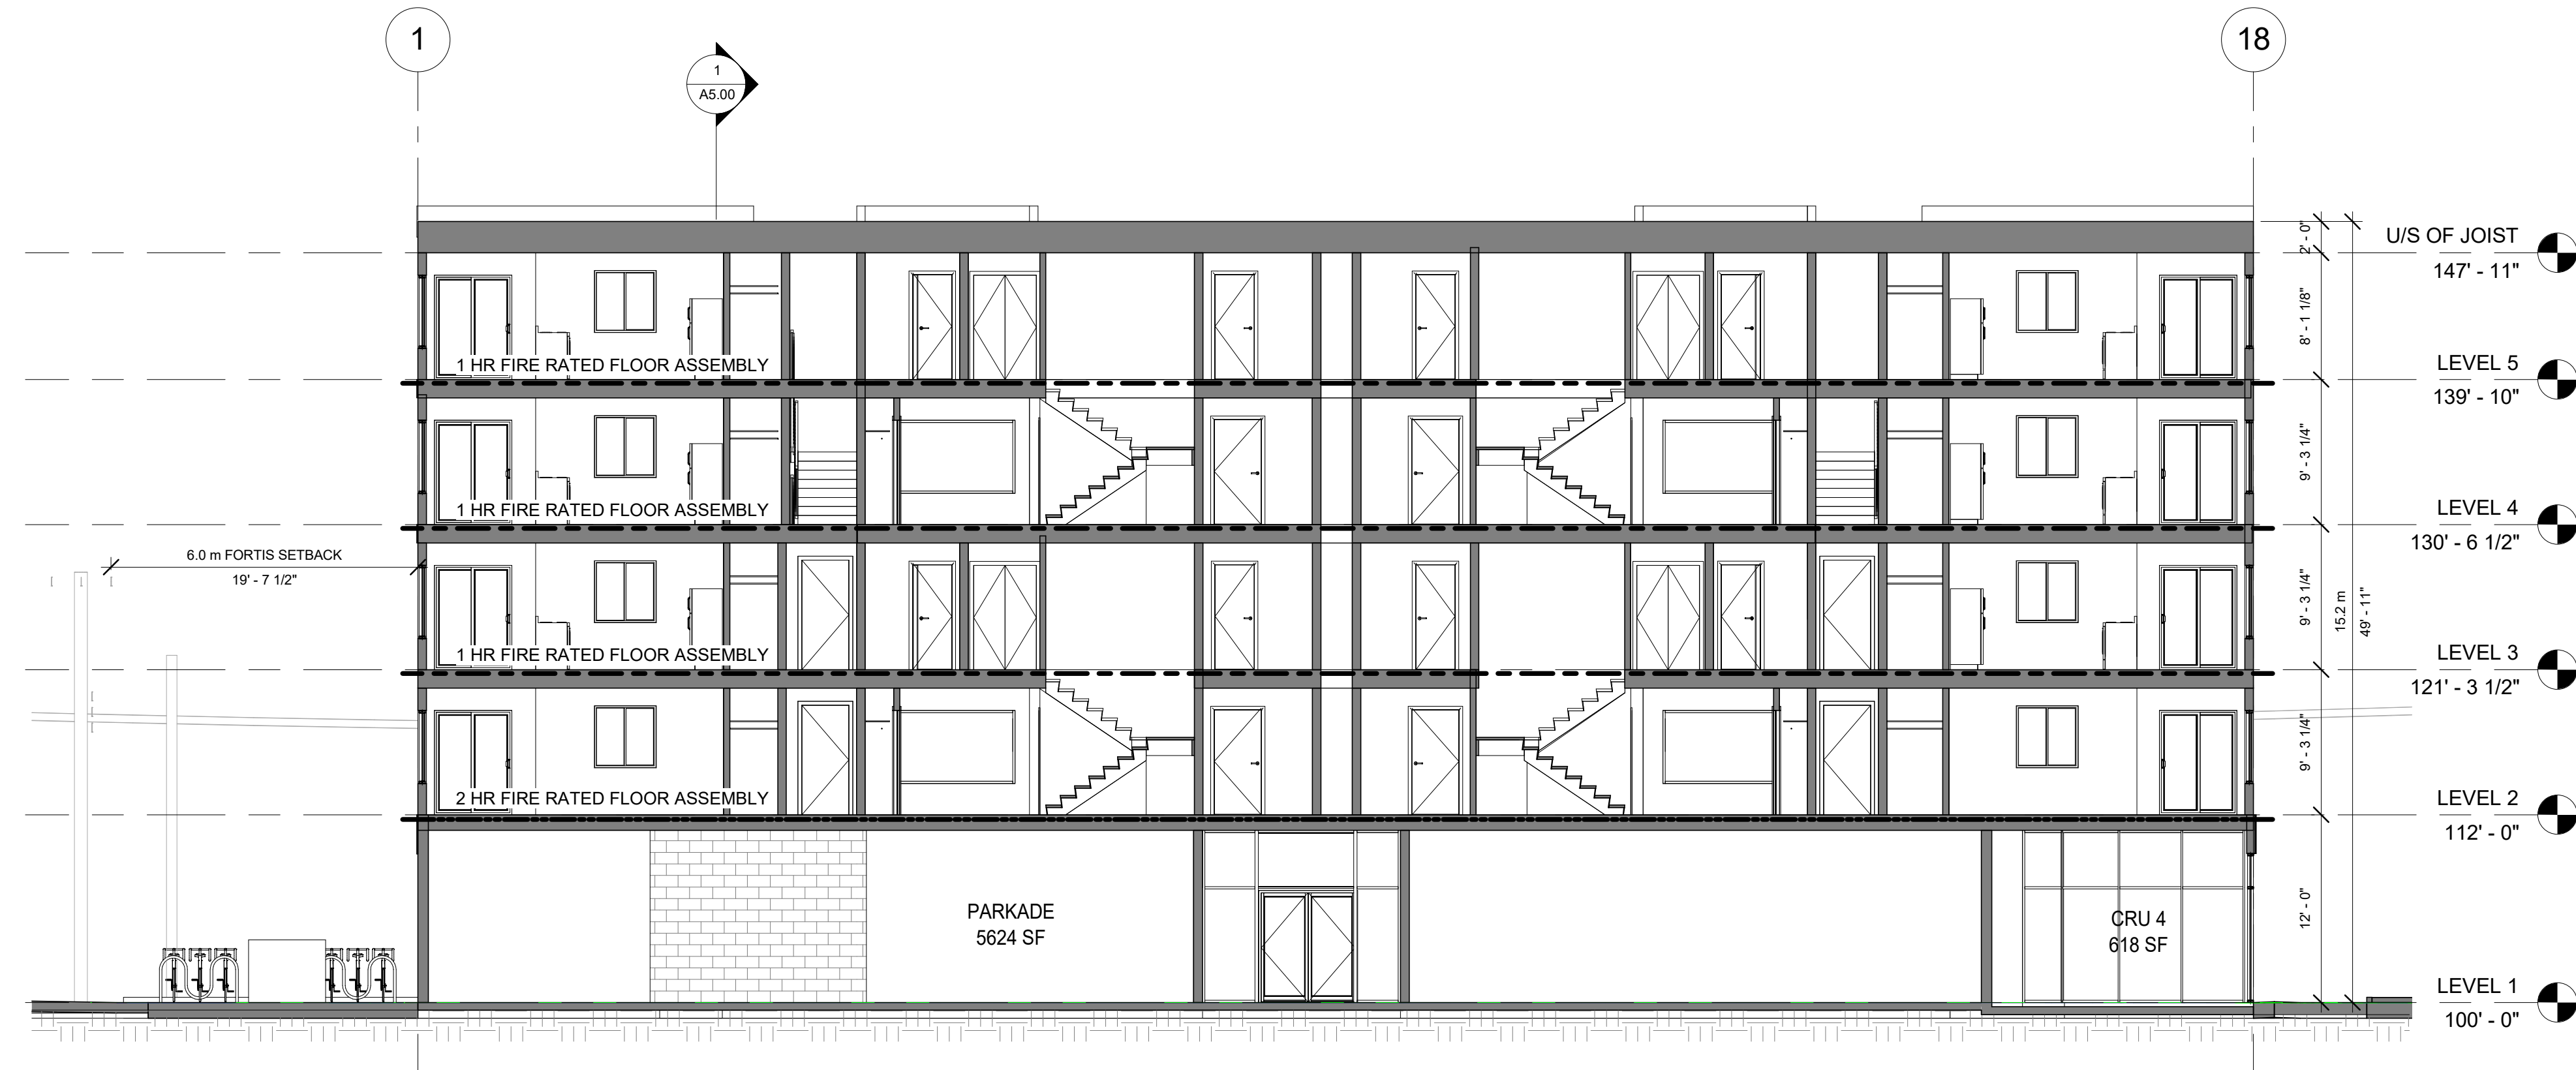 1
18
1
A5.00
2' - 0"
U/S OF JOIST
147' - 11"
8' - 1 1/8"
1 HR FIRE RATED FLOOR ASSEMBLY
LEVEL 5
139' - 10"
9' - 3 1/4"
1 HR FIRE RATED FLOOR ASSEMBLY
LEVEL 4
130' - 6 1/2"
6.0 m FORTIS SETBACK
19' - 7 1/2"
9' - 3 1/4"
15.2 m
49' - 11"
1 HR FIRE RATED FLOOR ASSEMBLY
LEVEL 3
121' - 3 1/2"
9' - 3 1/4"
2 HR FIRE RATED FLOOR ASSEMBLY
LEVEL 2
112' - 0"
PARKADE
5624 SF
CRU 4
618 SF
12' - 0"
LEVEL 1
100' - 0"